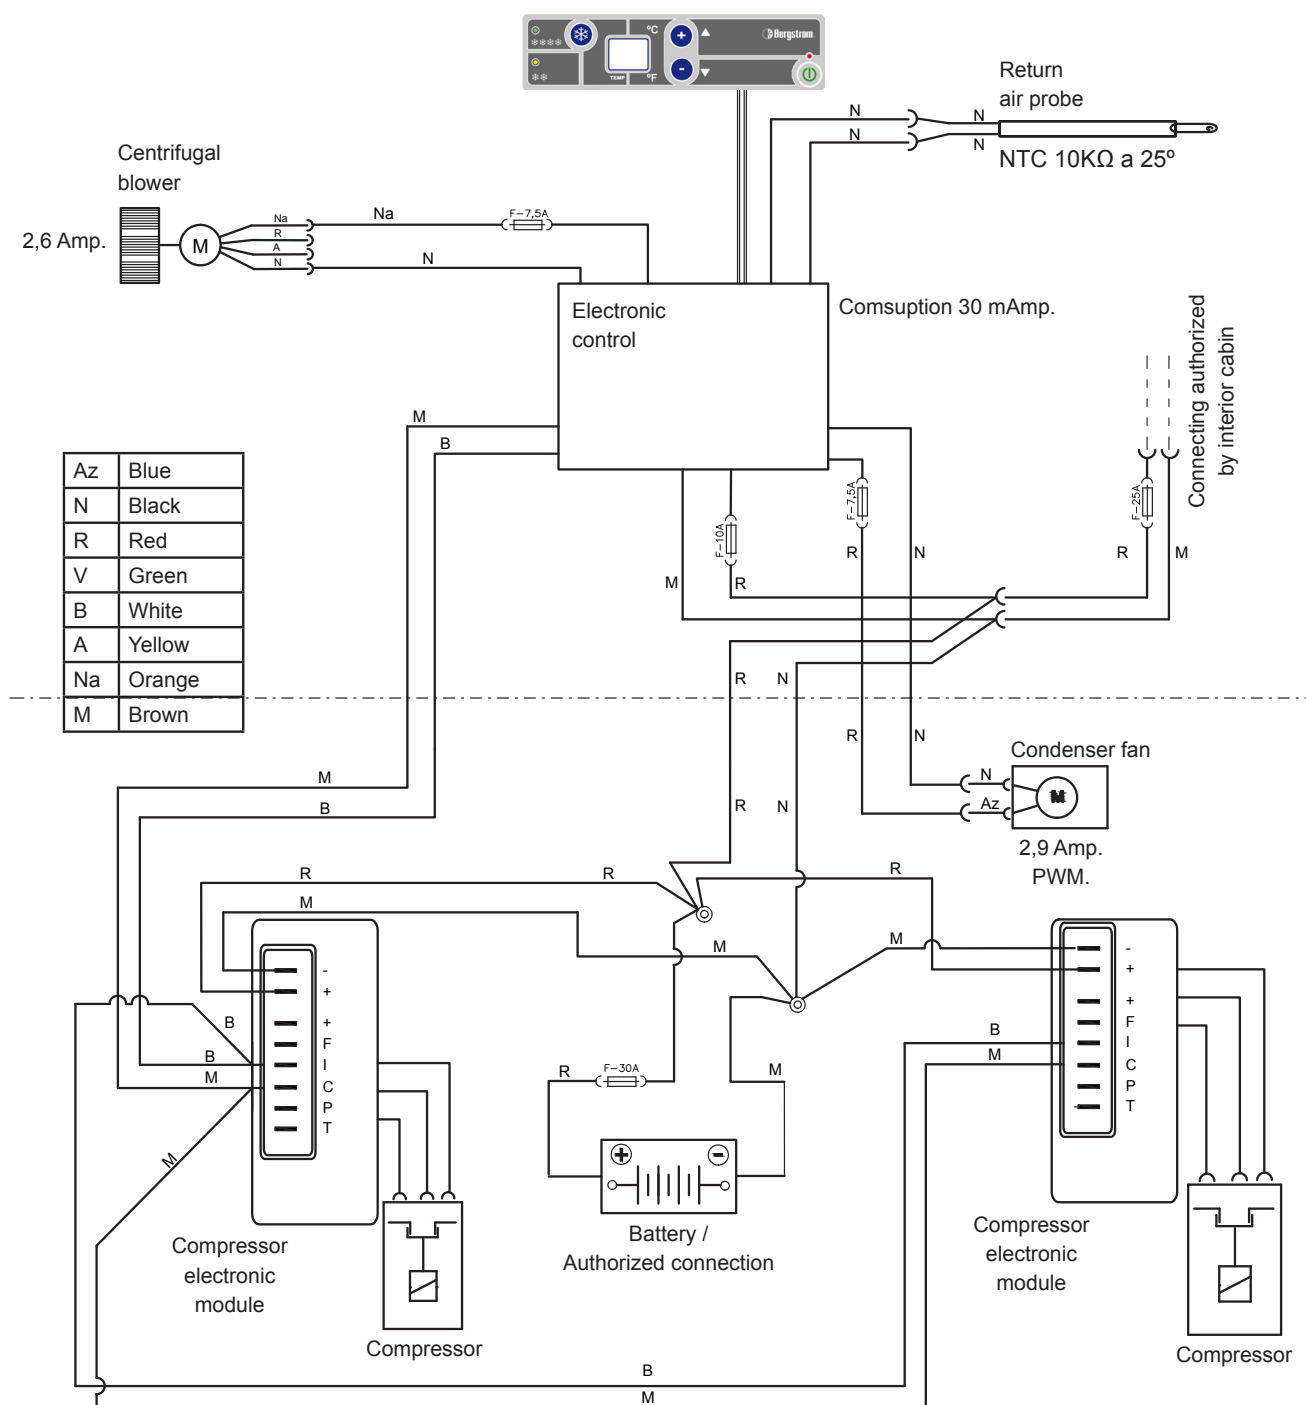 °C
Bergstrom
TEMP
°F
+
-
Return
air probe
N
N
N
N
NTC 10KΩ a 25º
Centrifugal
blower
2,6 Amp.
M
Na
R
A
N
Na
F-7,5A
N
Electronic
control
Comsuption 30 mAmp.
Connecting authorized
by interior cabin
M
B
Az Blue
N Black
R Red
V Green
B White
A Yellow
Na Orange
M Brown
F-10A
F-7,5A
F-25A
M
R
R
N
R
M
R
N
R
N
M
B
R
N
Condenser fan
N
Az
M
2,9 Amp.
PWM.
R
R
R
M
M
M
-
+
+
F
I
C
P
T
B
B
M
M
-
+
+
F
I
C
P
T
B
M
R
F-30A
M
+
-
Battery /
Authorized connection
Compressor
electronic
module
Compressor
Compressor
electronic
module
Compressor
B
M